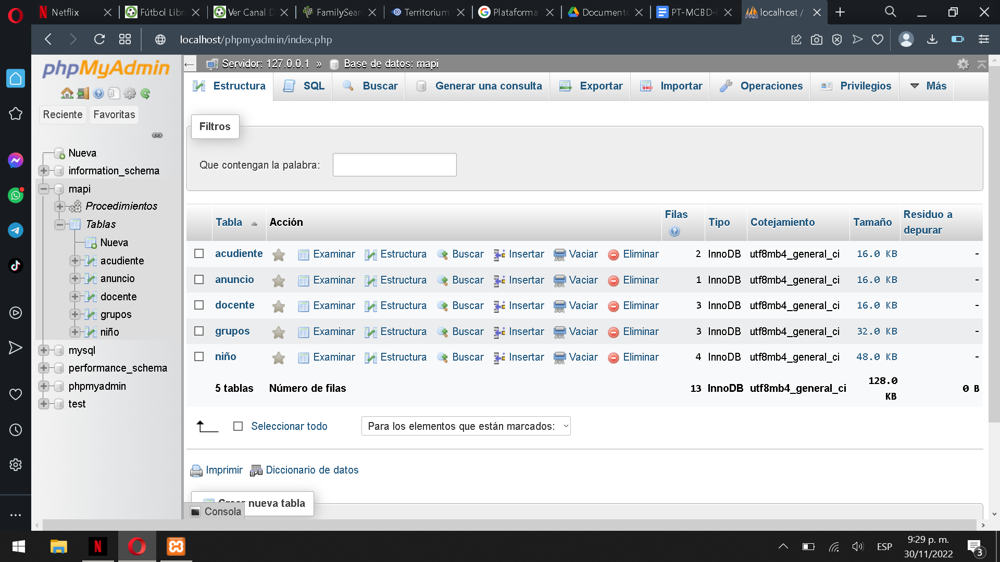 Netflix
Fútbol Libr
Ver Canal D
FamilySear
Territorium
Plataforma
Documento
PT-MCBD-
localhost /
localhost/phpmyadmin/index.php
phpMyAdmin
Reciente
Favoritas
Nueva
information_schema
mapi
Procedimientos
Tablas
Nueva
acudiente
anuncio
docente
grupos
niño
mysql
performance_schema
phpmyadmin
test
Servidor: 127.0.0.1 » Base de datos: mapi
Estructura SQL Buscar Generar una consulta Exportar Importar Operaciones Privilegios Más
Filtros
Que contengan la palabra:
Tabla Acción Filas Tipo Cotejamiento Tamaño Residuo a depurar
acudiente Examinar Estructura Buscar Insertar Vaciar Eliminar 2 InnoDB utf8mb4_general_ci 16.0 KB -
anuncio Examinar Estructura Buscar Insertar Vaciar Eliminar 1 InnoDB utf8mb4_general_ci 16.0 KB -
docente Examinar Estructura Buscar Insertar Vaciar Eliminar 3 InnoDB utf8mb4_general_ci 16.0 KB -
grupos Examinar Estructura Buscar Insertar Vaciar Eliminar 3 InnoDB utf8mb4_general_ci 32.0 KB -
niño Examinar Estructura Buscar Insertar Vaciar Eliminar 4 InnoDB utf8mb4_general_ci 48.0 KB -
5 tablas Número de filas 13 InnoDB utf8mb4_general_ci 128.0 KB 0 B
Seleccionar todo Para los elementos que están marcados:
Imprimir Diccionario de datos
Crear nueva tabla
Consola
ESP
9:29 p. m.
30/11/2022
3